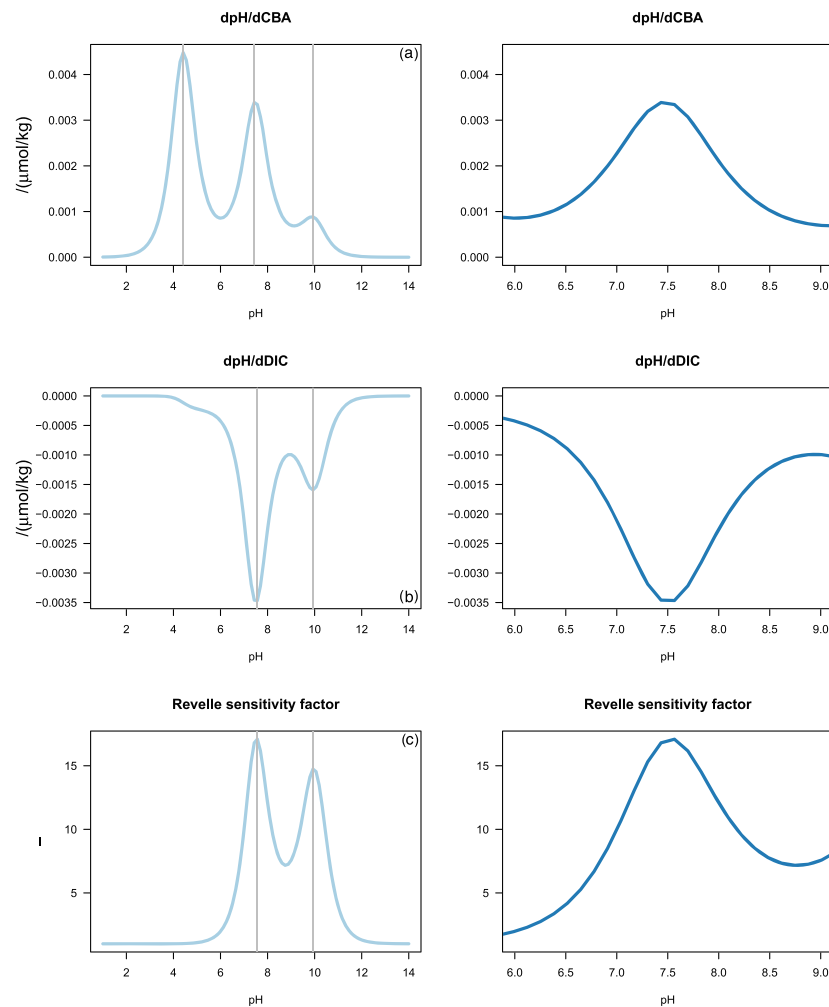 dpH/dCBA
(a)
/(μmol/kg)
0.004
0.003
0.002
0.001
0.000
2 4 6 8 10 12 14
pH
dpH/dCBA
0.004
0.003
0.002
0.001
0.000
6.0 6.5 7.0 7.5 8.0 8.5 9.0
pH
dpH/dDIC
(b)
/(μmol/kg)
0.0000
−0.0005
−0.0010
−0.0015
−0.0020
−0.0025
−0.0030
−0.0035
2 4 6 8 10 12 14
pH
dpH/dDIC
0.0000
−0.0005
−0.0010
−0.0015
−0.0020
−0.0025
−0.0030
−0.0035
6.0 6.5 7.0 7.5 8.0 8.5 9.0
pH
Revelle sensitivity factor
(c)
15
10
5
2 4 6 8 10 12 14
pH
Revelle sensitivity factor
15
10
5
6.0 6.5 7.0 7.5 8.0 8.5 9.0
pH